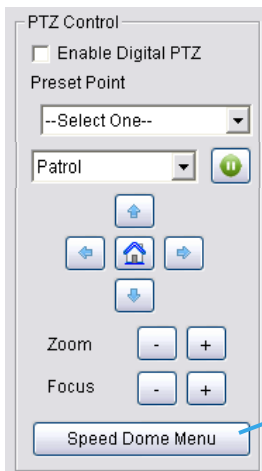 PTZ Control
Enable Digital PTZ
Preset Point
--Select One--
Patrol
Zoom - +
Focus - +
Speed Dome Menu